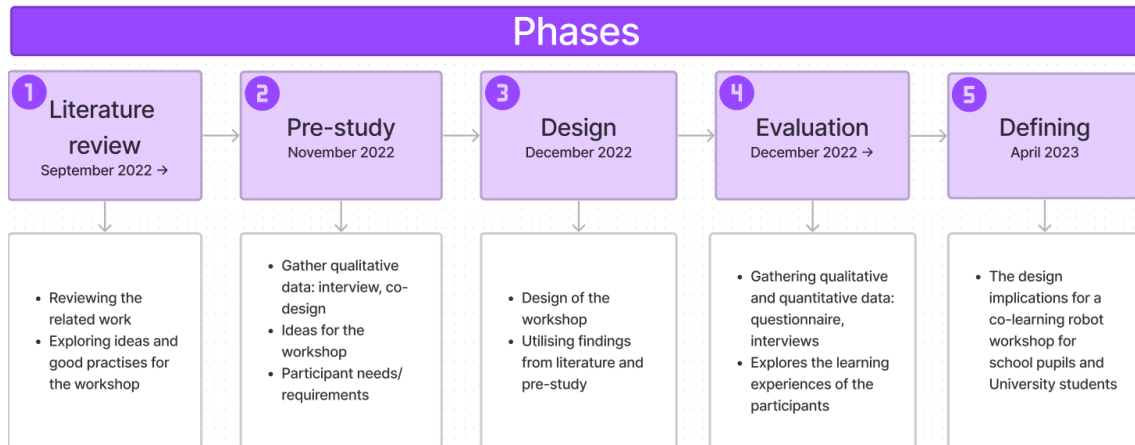 Phases
1
Literature
review
September 2022 →
2
Pre-study
November 2022
3
Design
December 2022
4
Evaluation
December 2022 →
5
Defining
April 2023
• Reviewing the
related work
• Exploring ideas and
good practises for
the workshop
• Gather qualitative
data: interview, co-
design
• Ideas for the
workshop
• Participant needs/
requirements
• Design of the
workshop
• Utilising findings
from literature and
pre-study
• Gathering qualitative
and quantitative data:
questionnaire,
interviews
• Explores the learning
experiences of the
participants
• The design
implications for a
co-learning robot
workshop for
school pupils and
University students